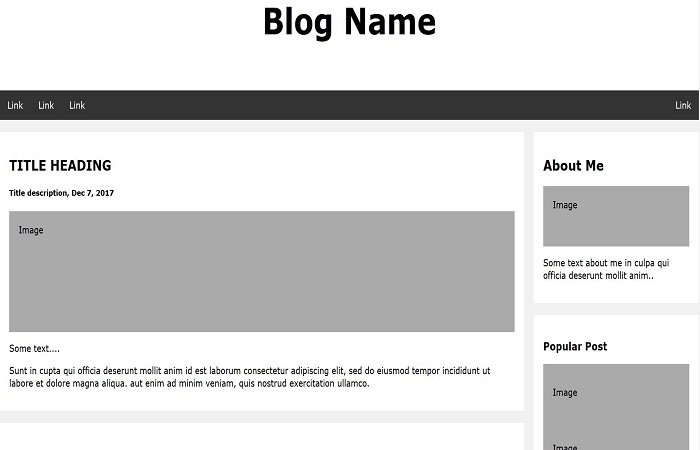 Blog Name
Link Link Link Link
TITLE HEADING
Title description, Dec 7, 2017
Image
Some text....
Sunt in cupta qui officia deserunt mollit anim id est laborum consectetur adipiscing elit, sed do eiusmod tempor incididunt ut
labore et dolore magna aliqua. aut enim ad minim veniam, quis nostrud exercitation ullamco.
About Me
Image
Some text about me in culpa qui
officia deserunt mollit anim..
Popular Post
Image
Image